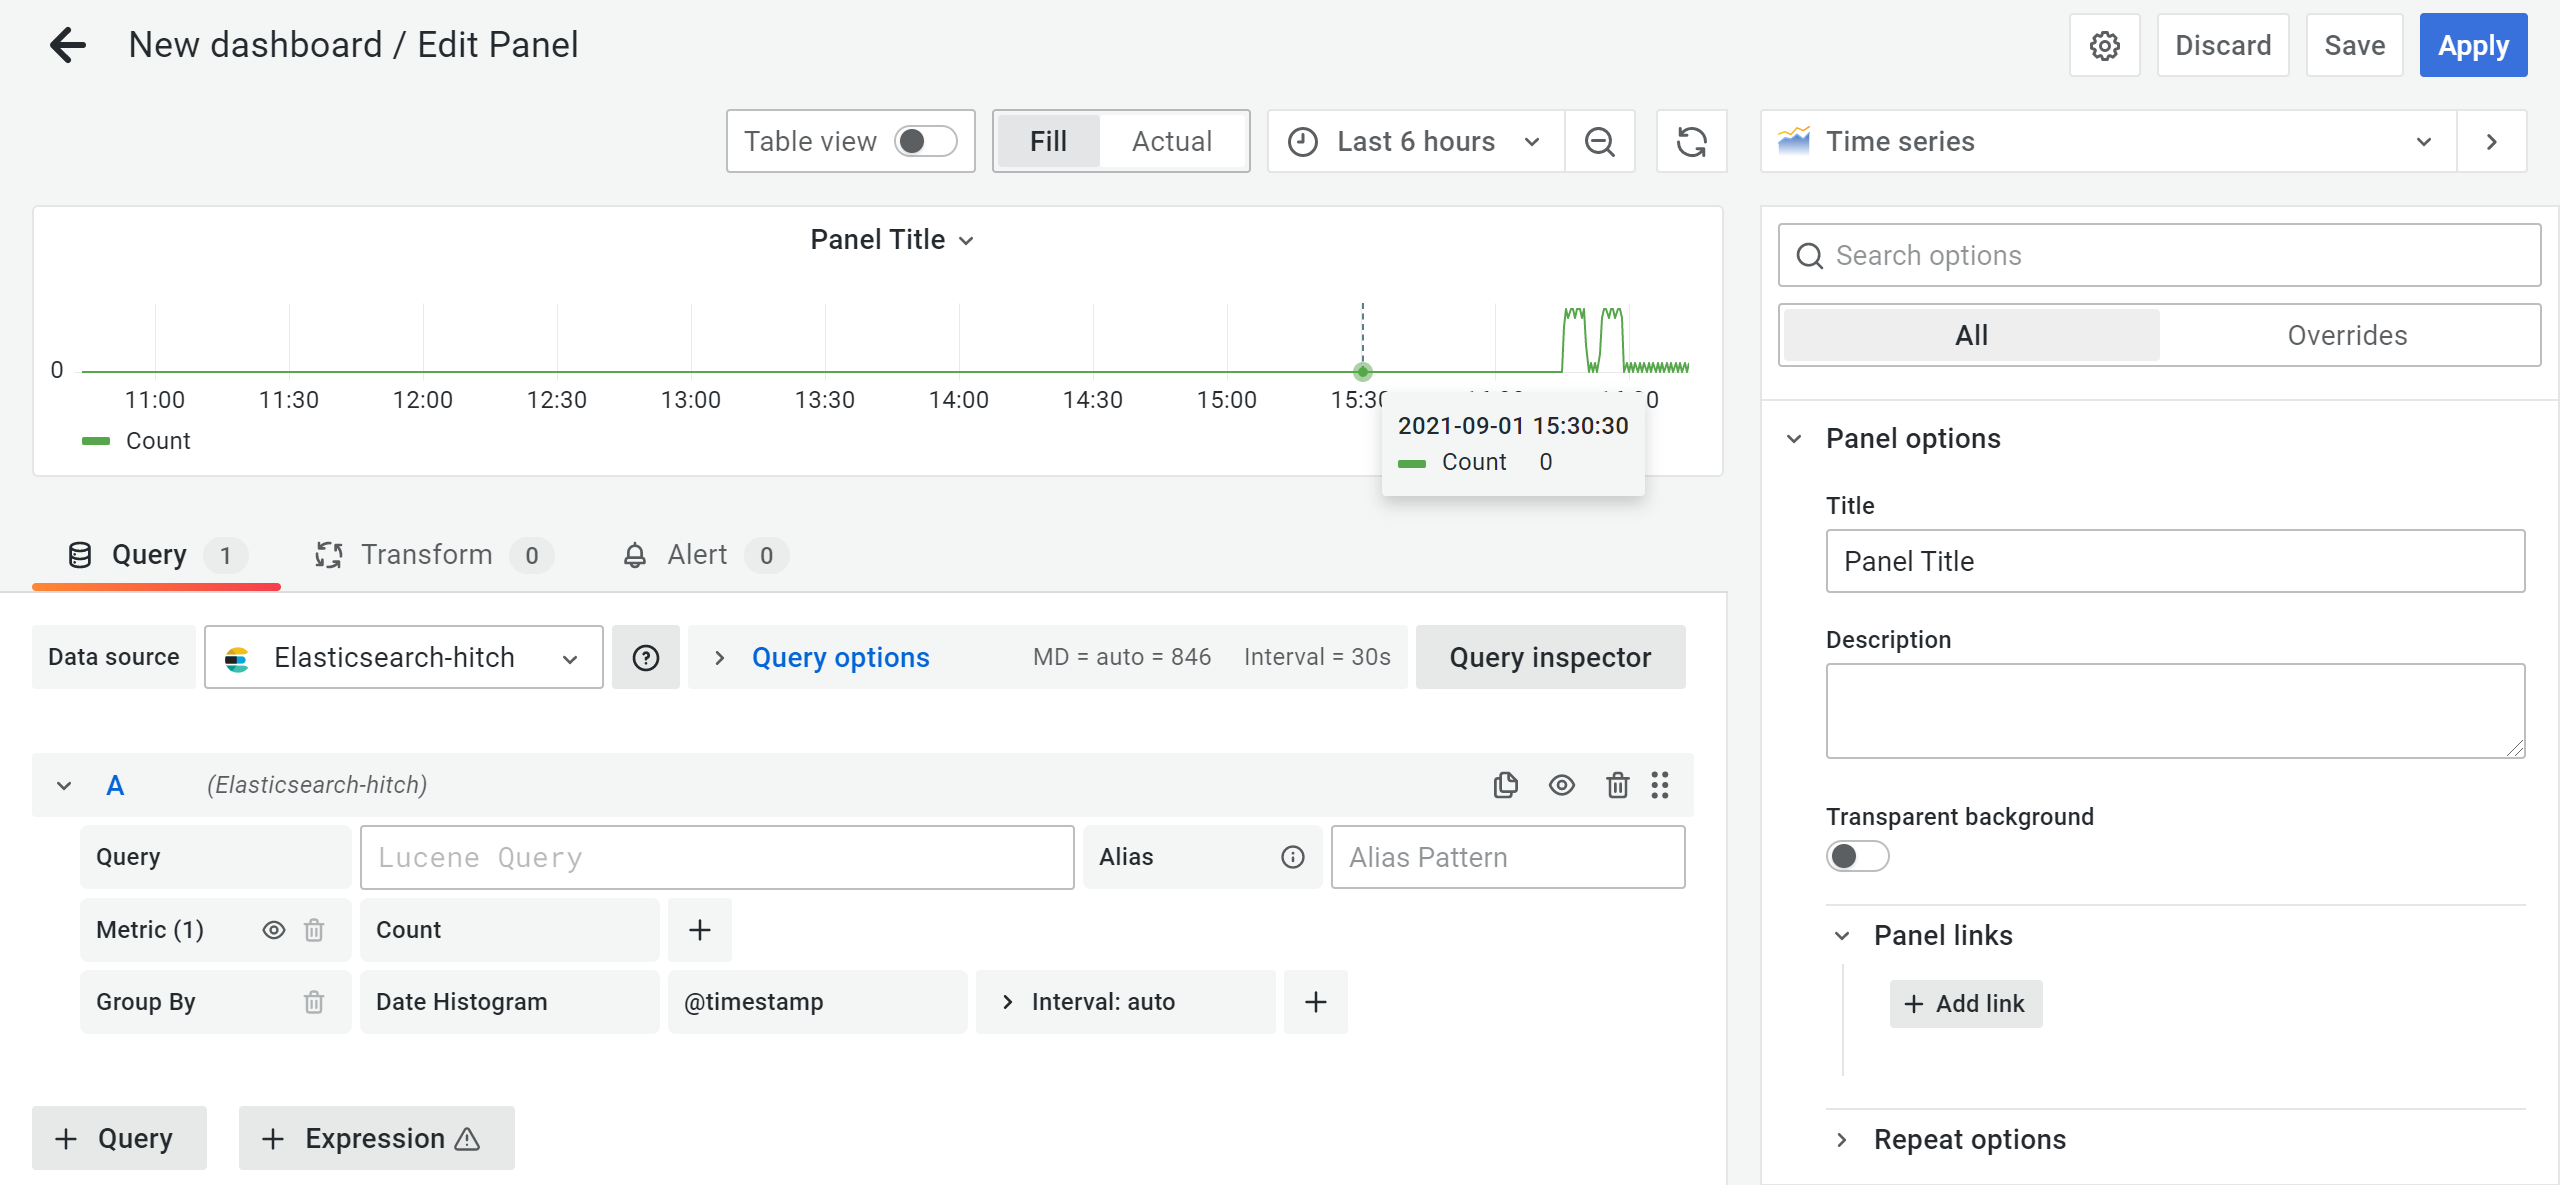 New dashboard / Edit Panel
Discard
Save
Apply
Table view
Fill
Actual
Last 6 hours
Time series
Panel Title
0
11:00 11:30 12:00 12:30 13:00 13:30 14:00 14:30 15:00
Count
2021-09-01 15:30:30
Count 0
Search options
All
Overrides
Panel options
Title
Panel Title
Description
Transparent background
Panel links
+ Add link
Repeat options
Query 1
Transform 0
Alert 0
Data source
Elasticsearch-hitch
Query options
MD = auto = 846
Interval = 30s
Query inspector
A
(Elasticsearch-hitch)
Query
Lucene Query
Alias
Alias Pattern
Metric (1)
Count
+
Group By
Date Histogram
@timestamp
Interval: auto
+
+ Query
+ Expression